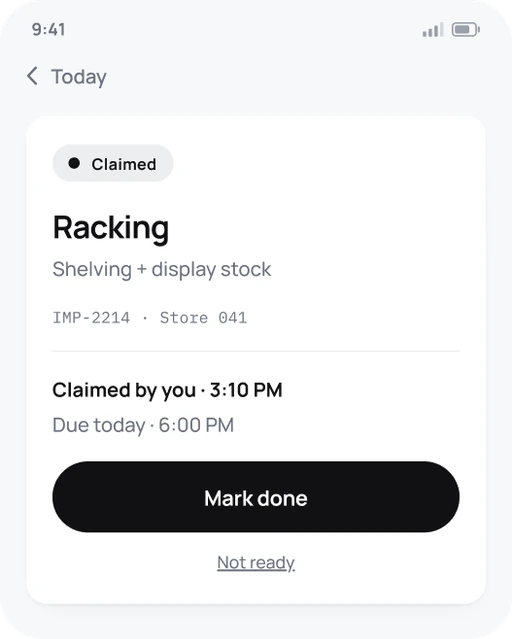 9:41
Today
Claimed
Racking
Shelving + display stock
IMP-2214 · Store 041
Claimed by you · 3:10 PM
Due today · 6:00 PM
Mark done
Not ready